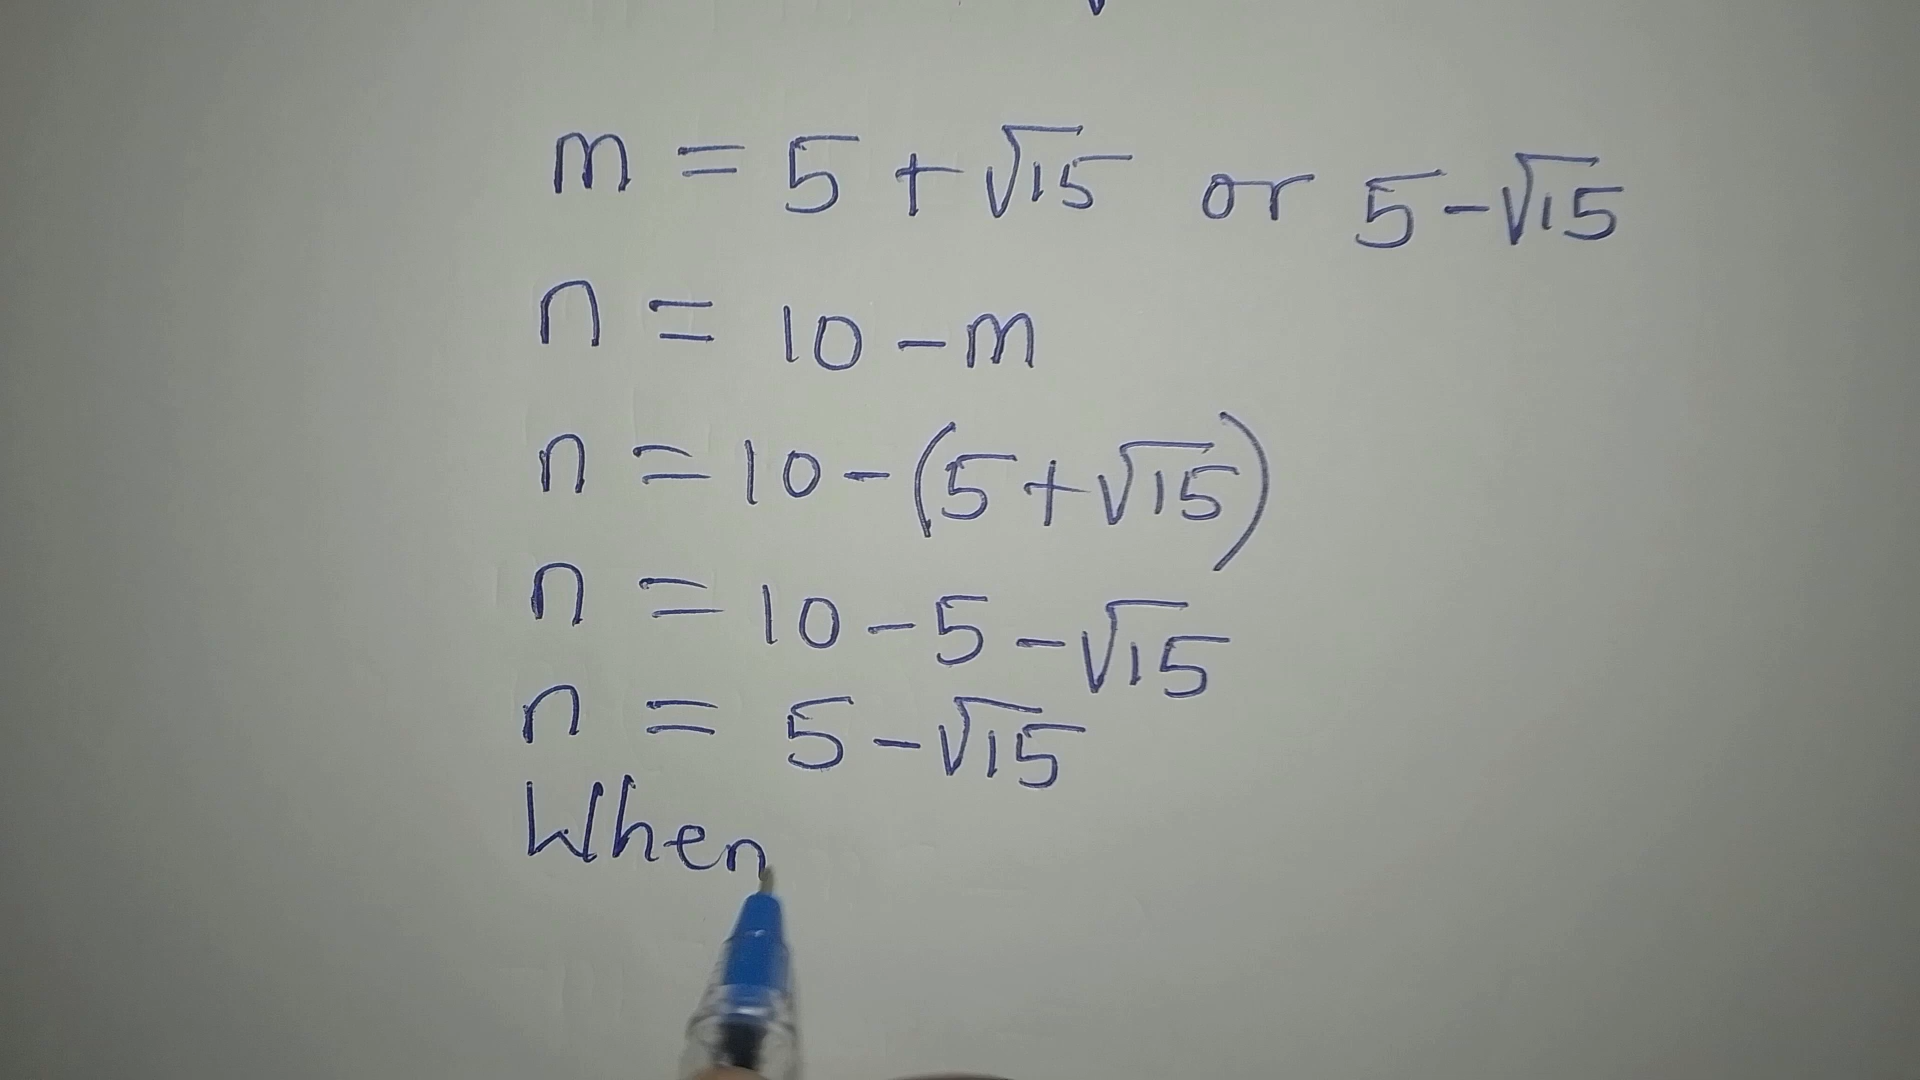 m = 5 + √15 or 5-√15
n = 10 - m
n = 10 - (5 + √15)
n = 10 - 5 - √15
n = 5 - √15
When